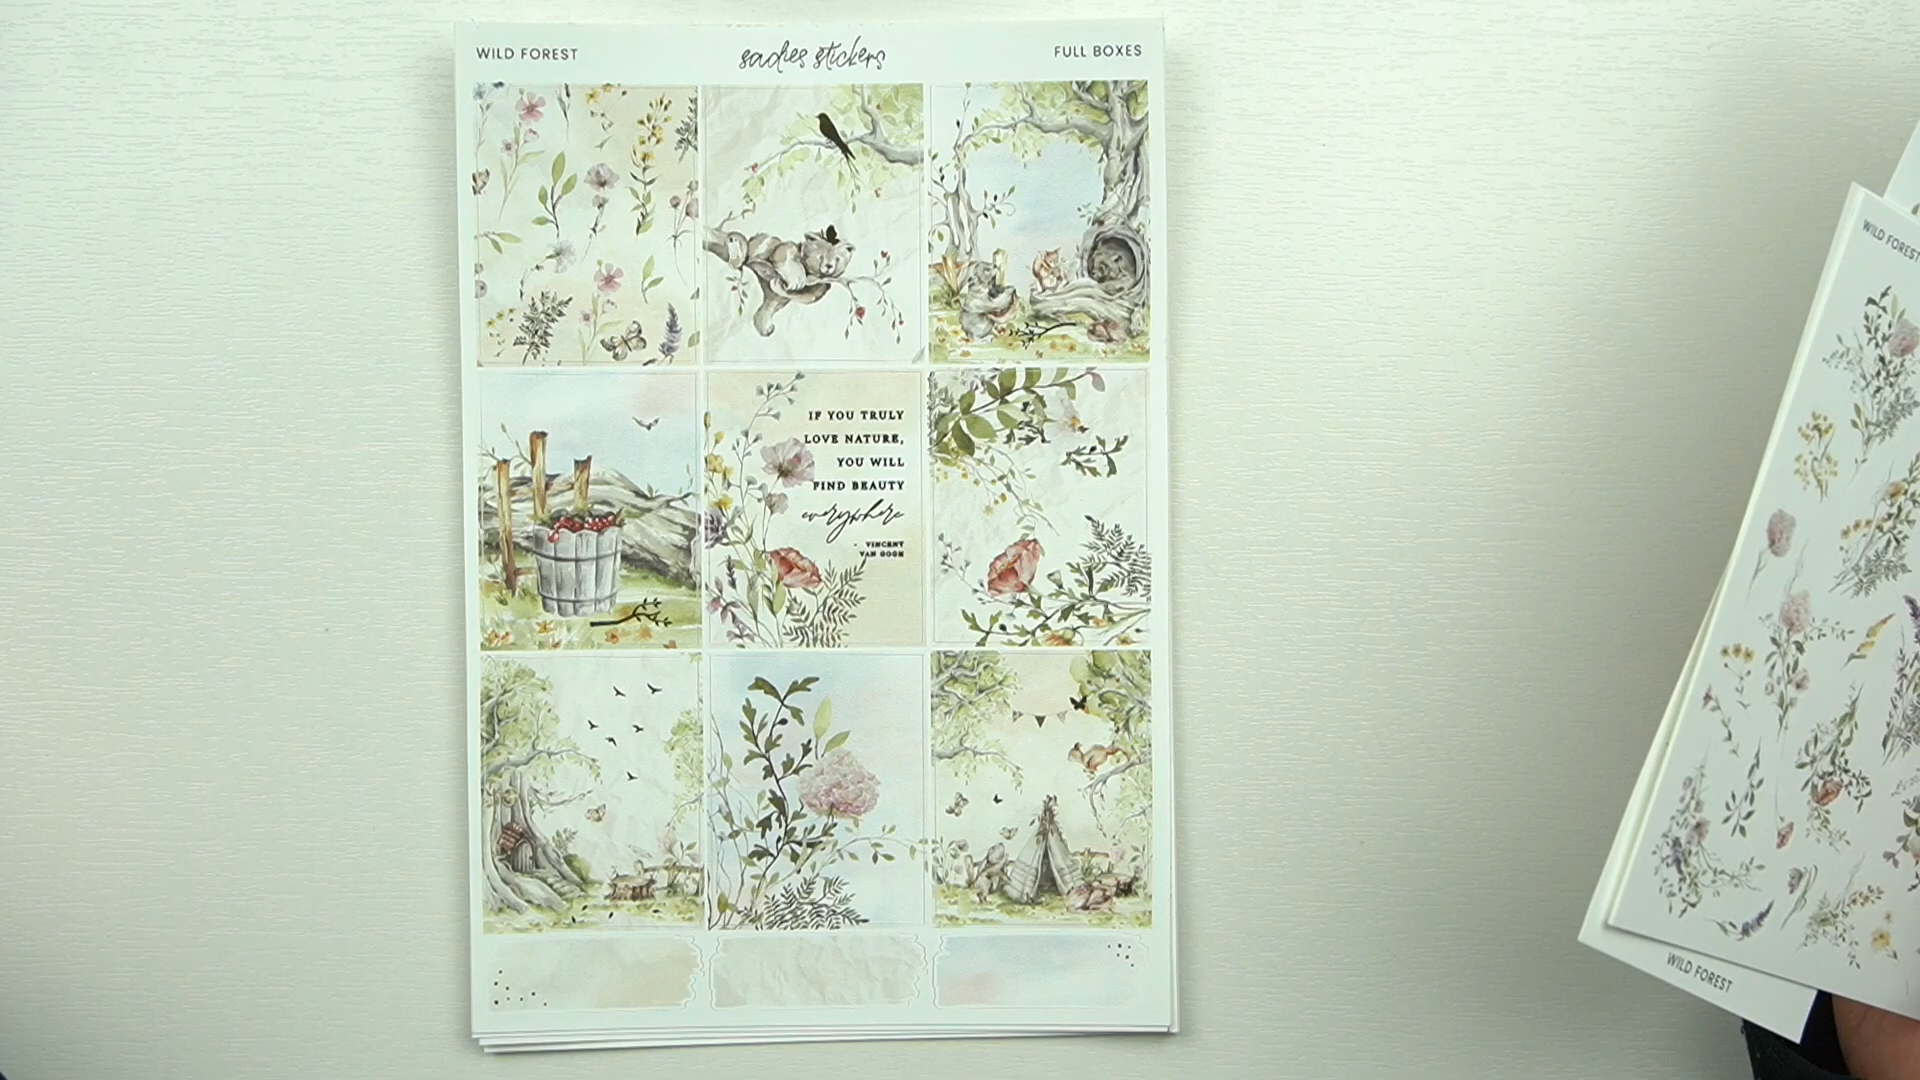 WILD FOREST
sadies stickers
FULL BOXES
IF YOU TRULY
LOVE NATURE,
YOU WILL
FIND BEAUTY
everywhere
- VINCENT
VAN GOGH
WILD FOREST
WILD FOREST